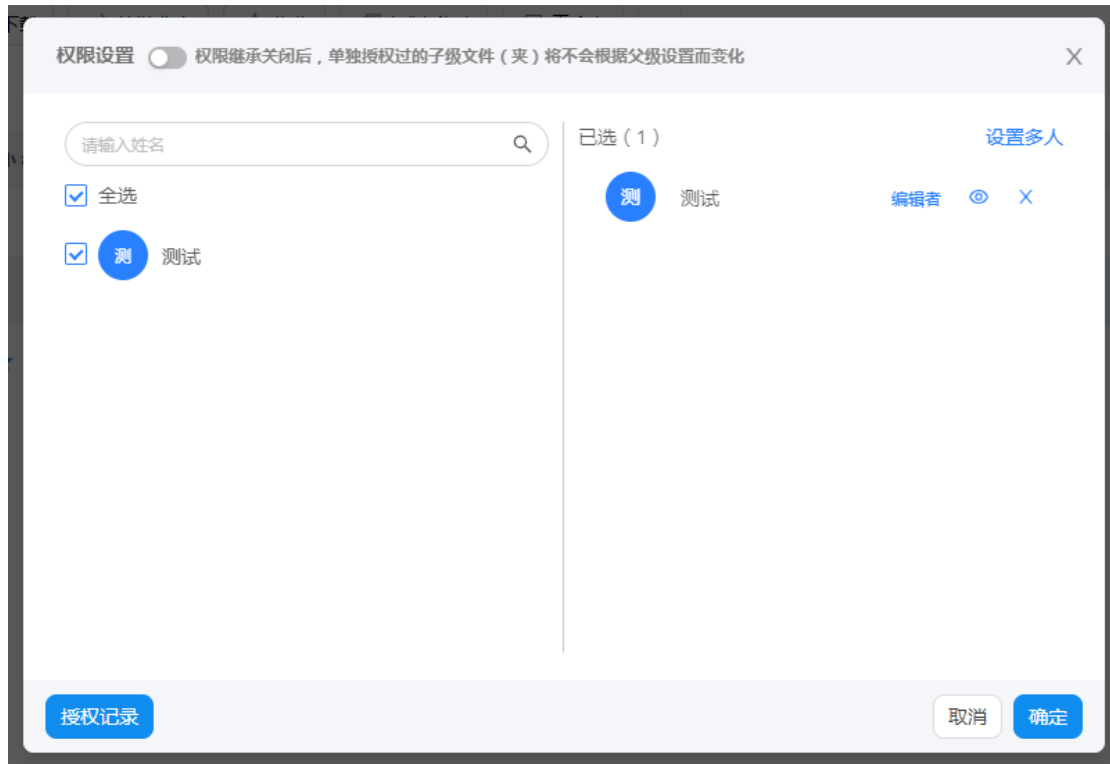 权限设置 权限继承关闭后，单独授权过的子级文件（夹）将不会根据父级设置而变化 X
请输入姓名
全选
测 测试
已选（1） 设置多人
测 测试 编辑者 X
授权记录 取消 确定